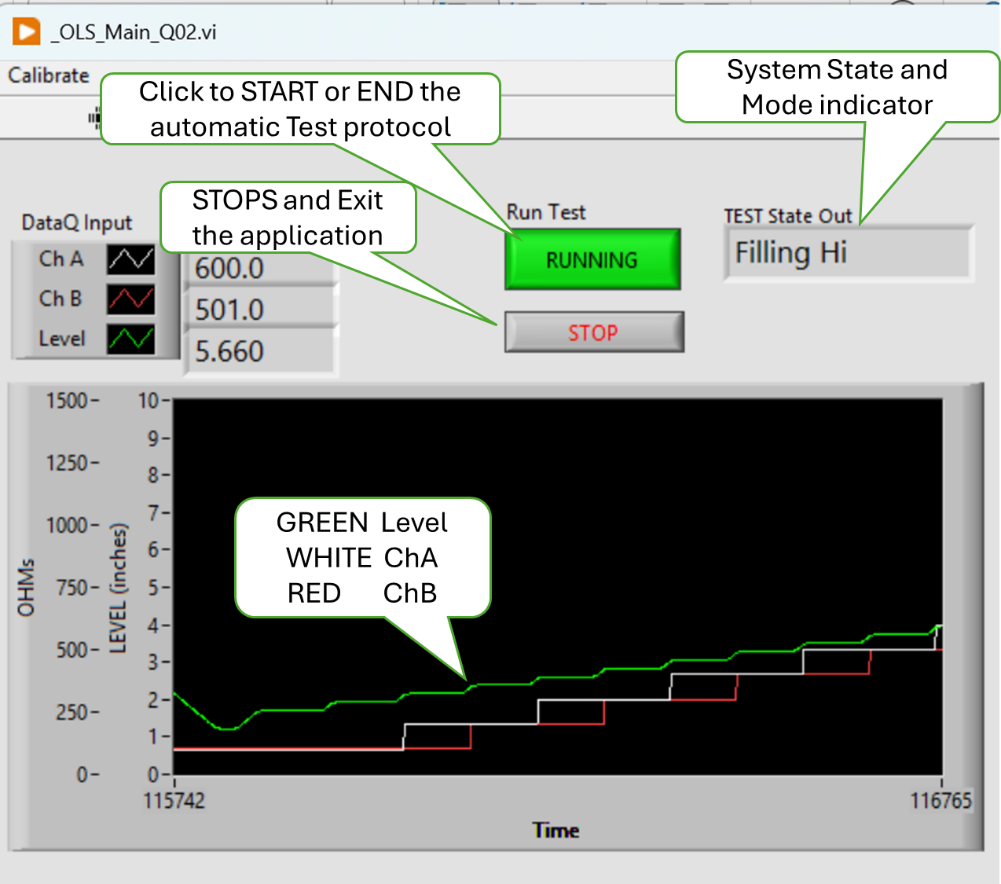 _OLS_Main_Q02.vi
Calibrate
Click to START or END the
automatic Test protocol
System State and
Mode indicator
STOPS and Exit
the application
DataQ Input
Ch A
600.0
Ch B
501.0
Level
5.660
Run Test
RUNNING
STOP
TEST State Out
Filling Hi
OHMs
1500
1250
1000
750
500
250
0
LEVEL (inches)
10
9
8
7
6
5
4
3
2
1
0
GREEN Level
WHITE ChA
RED ChB
115742
116765
Time